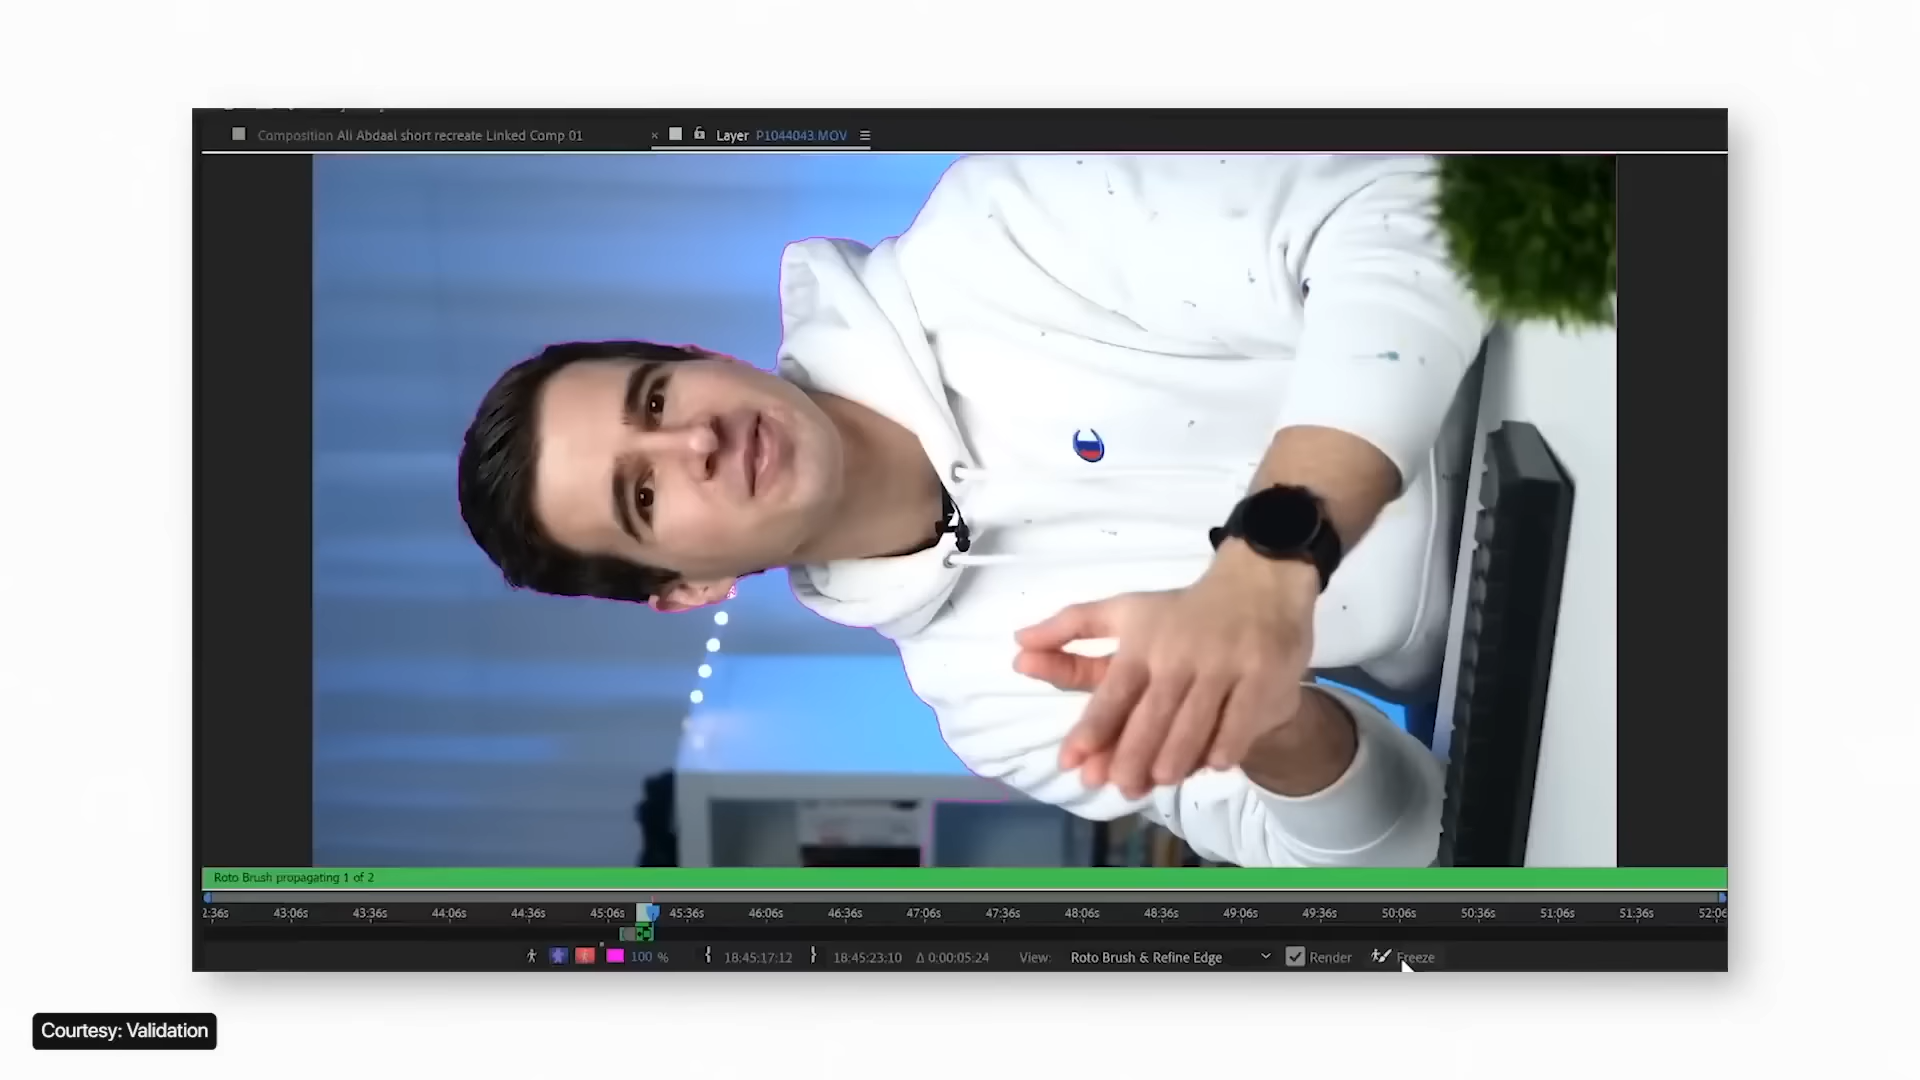 Composition Ali Abdaal short recreate Linked Comp 01 × Layer P1044043.MOV
Roto Brush propagating 1 of 2
2:36s 43:06s 43:36s 44:06s 44:36s 45:06s 45:36s 46:06s 46:36s 47:06s 47:36s 48:06s 48:36s 49:06s 49:36s 50:06s 50:36s 51:06s 51:36s 52:06
100 % 18:45:17:12 18:45:23:10 Δ 0:00:05:24 View: Roto Brush & Refine Edge Render Freeze
Courtesy: Validation